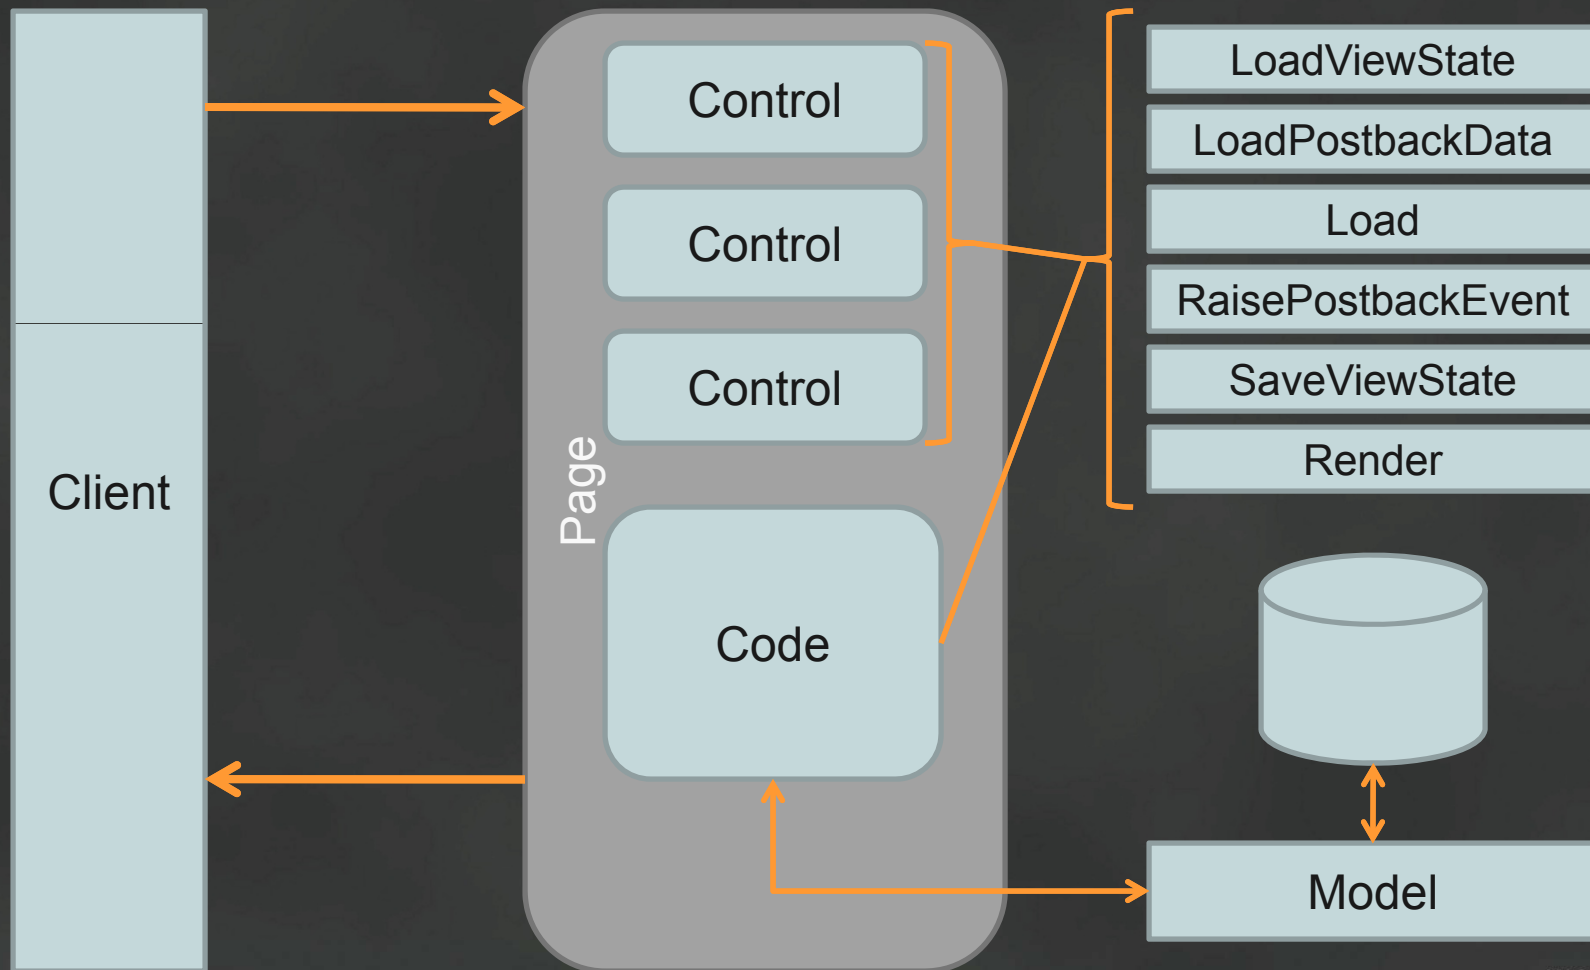 Client
Page
Control
Control
Control
Code
LoadViewState
LoadPostbackData
Load
RaisePostbackEvent
SaveViewState
Render
Model